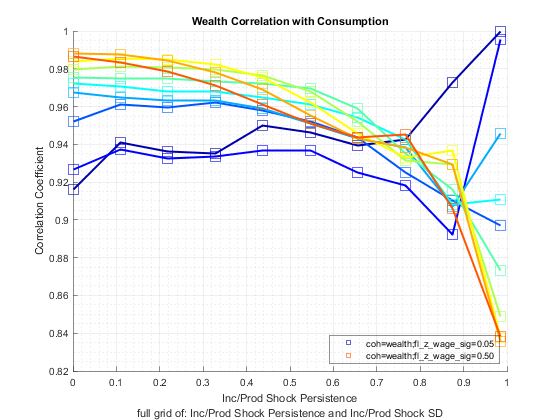 Wealth Correlation with Consumption
Correlation Coefficient
1
0.98
0.96
0.94
0.92
0.9
0.88
0.86
0.84
0.82
coh=wealth;fl_z_wage_sig=0.05
coh=wealth;fl_z_wage_sig=0.50
0 0.1 0.2 0.3 0.4 0.5 0.6 0.7 0.8 0.9 1
Inc/Prod Shock Persistence
full grid of: Inc/Prod Shock Persistence and Inc/Prod Shock SD